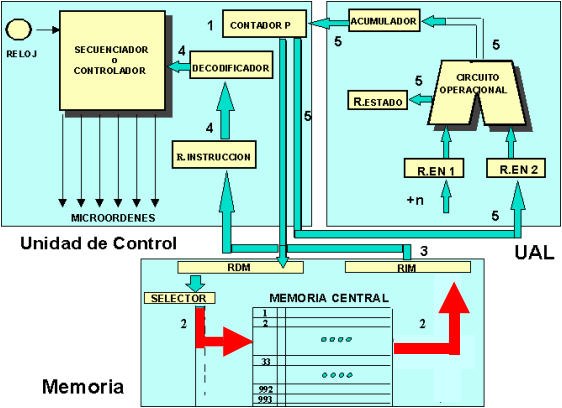 RELOJ
SECUENCIADOR
o
CONTROLADOR
1
CONTADOR P
4
DECODIFICADOR
4
R.INSTRUCCION
MICROORDENES
Unidad de Control
5
5
ACUMULADOR
5
5
CIRCUITO
OPERACIONAL
R.ESTADO
R.EN 1
R.EN 2
+n
5
UAL
3
RDM
RIM
SELECTOR
MEMORIA CENTRAL
2
2
1
2
33
992
993
Memoria